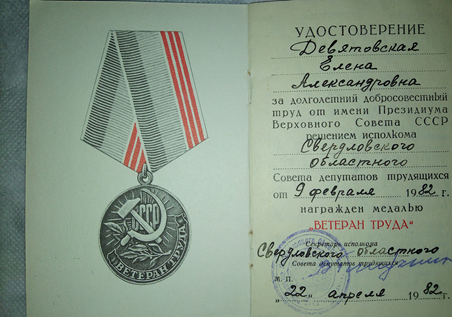 СССР
ВЕТЕРАН ТРУДА
УДОСТОВЕРЕНИЕ
Девятовская
Елена
Александровна
за долголетний добросовестный
труд от имени Президиума
Верховного Совета СССР
решением исполкома
Свердловского
областного
Совета депутатов трудящихся
от 9 февраля 1982 г.
награжден медалью
"ВЕТЕРАН ТРУДА"
Секретарь исполкома
Свердловского областного
Совета депутатов трудящихся
М. П.
"22" апреля 1982 г.